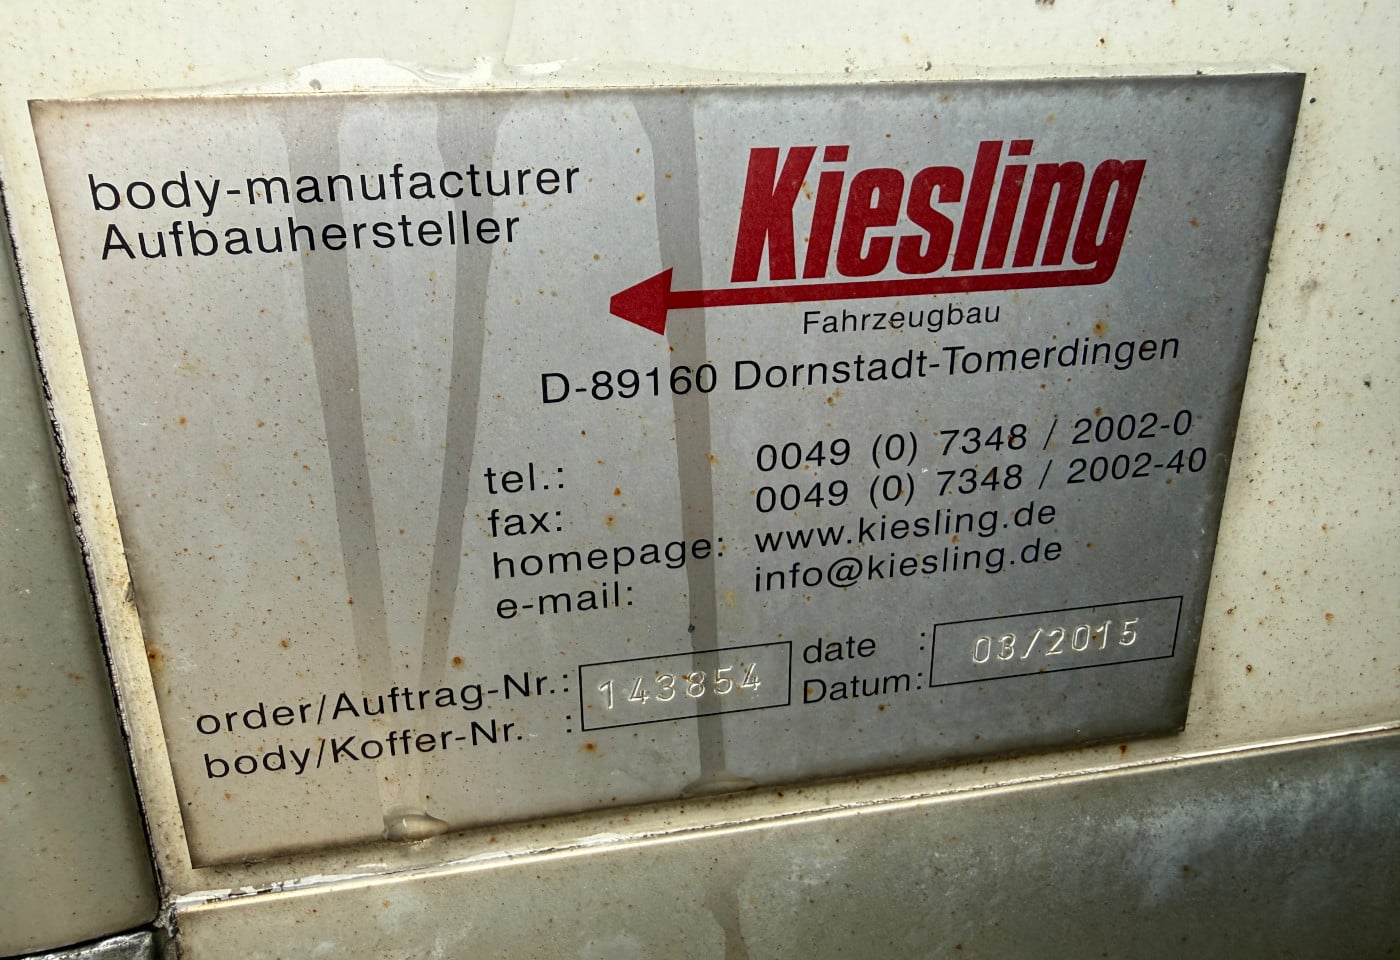 body-manufacturer
Aufbauhersteller
Kiesling
Fahrzeugbau
D-89160 Dornstadt-Tomerdingen
tel.: 0049 (0) 7348 / 2002-0
fax: 0049 (0) 7348 / 2002-40
homepage: www.kiesling.de
e-mail: info@kiesling.de
order/Auftrag-Nr.: 143854 date : 03/2015
body/Koffer-Nr. : Datum: